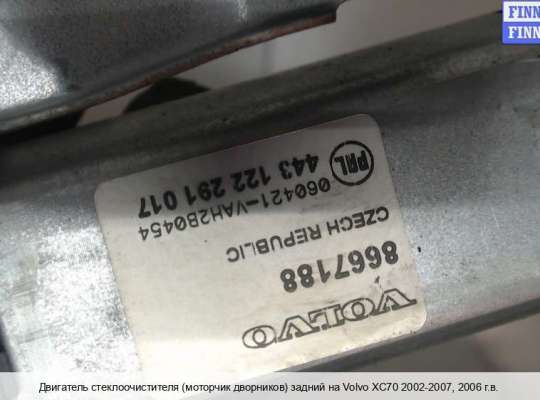 FINN
FINN
VOLVO
8667188
CZECH REPUBLIC
060421-VAH2B0454
PAL 443 122 291 017
Двигатель стеклоочистителя (моторчик дворников) задний на Volvo XC70 2002-2007, 2006 г.в.